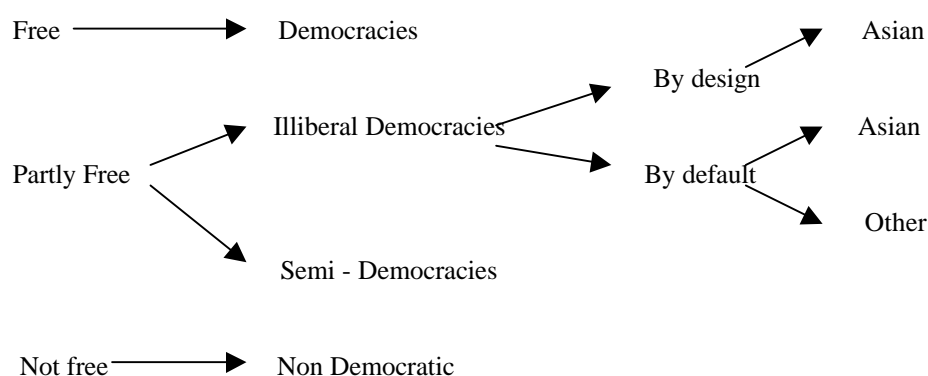 Free
Democracies
Asian
By design
Illiberal Democracies
Asian
Partly Free
By default
Other
Semi - Democracies
Not free
Non Democratic